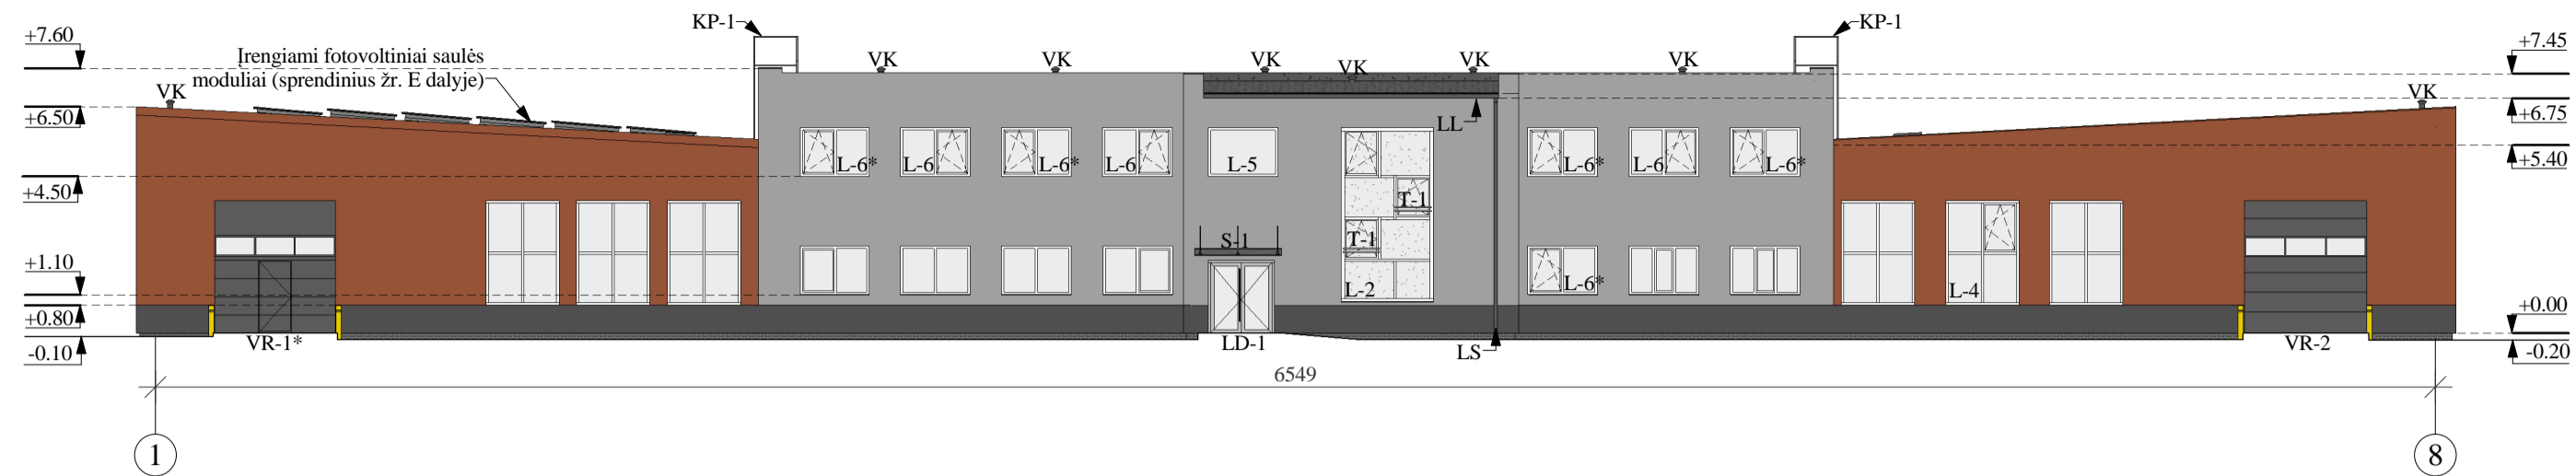 KP-1
KP-1
+7.60
+7.45
Įrengiami fotovoltiniai saulės
moduliai (sprendinius žr. E dalyje)
VK
VK
VK
VK
VK
VK
VK
VK
+6.50
+6.75
LL
+5.40
L-6*
L-6
L-6*
L-6
L-5
L-6*
L-6
L-6*
+4.50
T-1
S-1
T-1
+1.10
L-6*
L-2
L-4
+0.80
+0.00
-0.10
VR-1*
LD-1
LS
VR-2
-0.20
6549
1
8